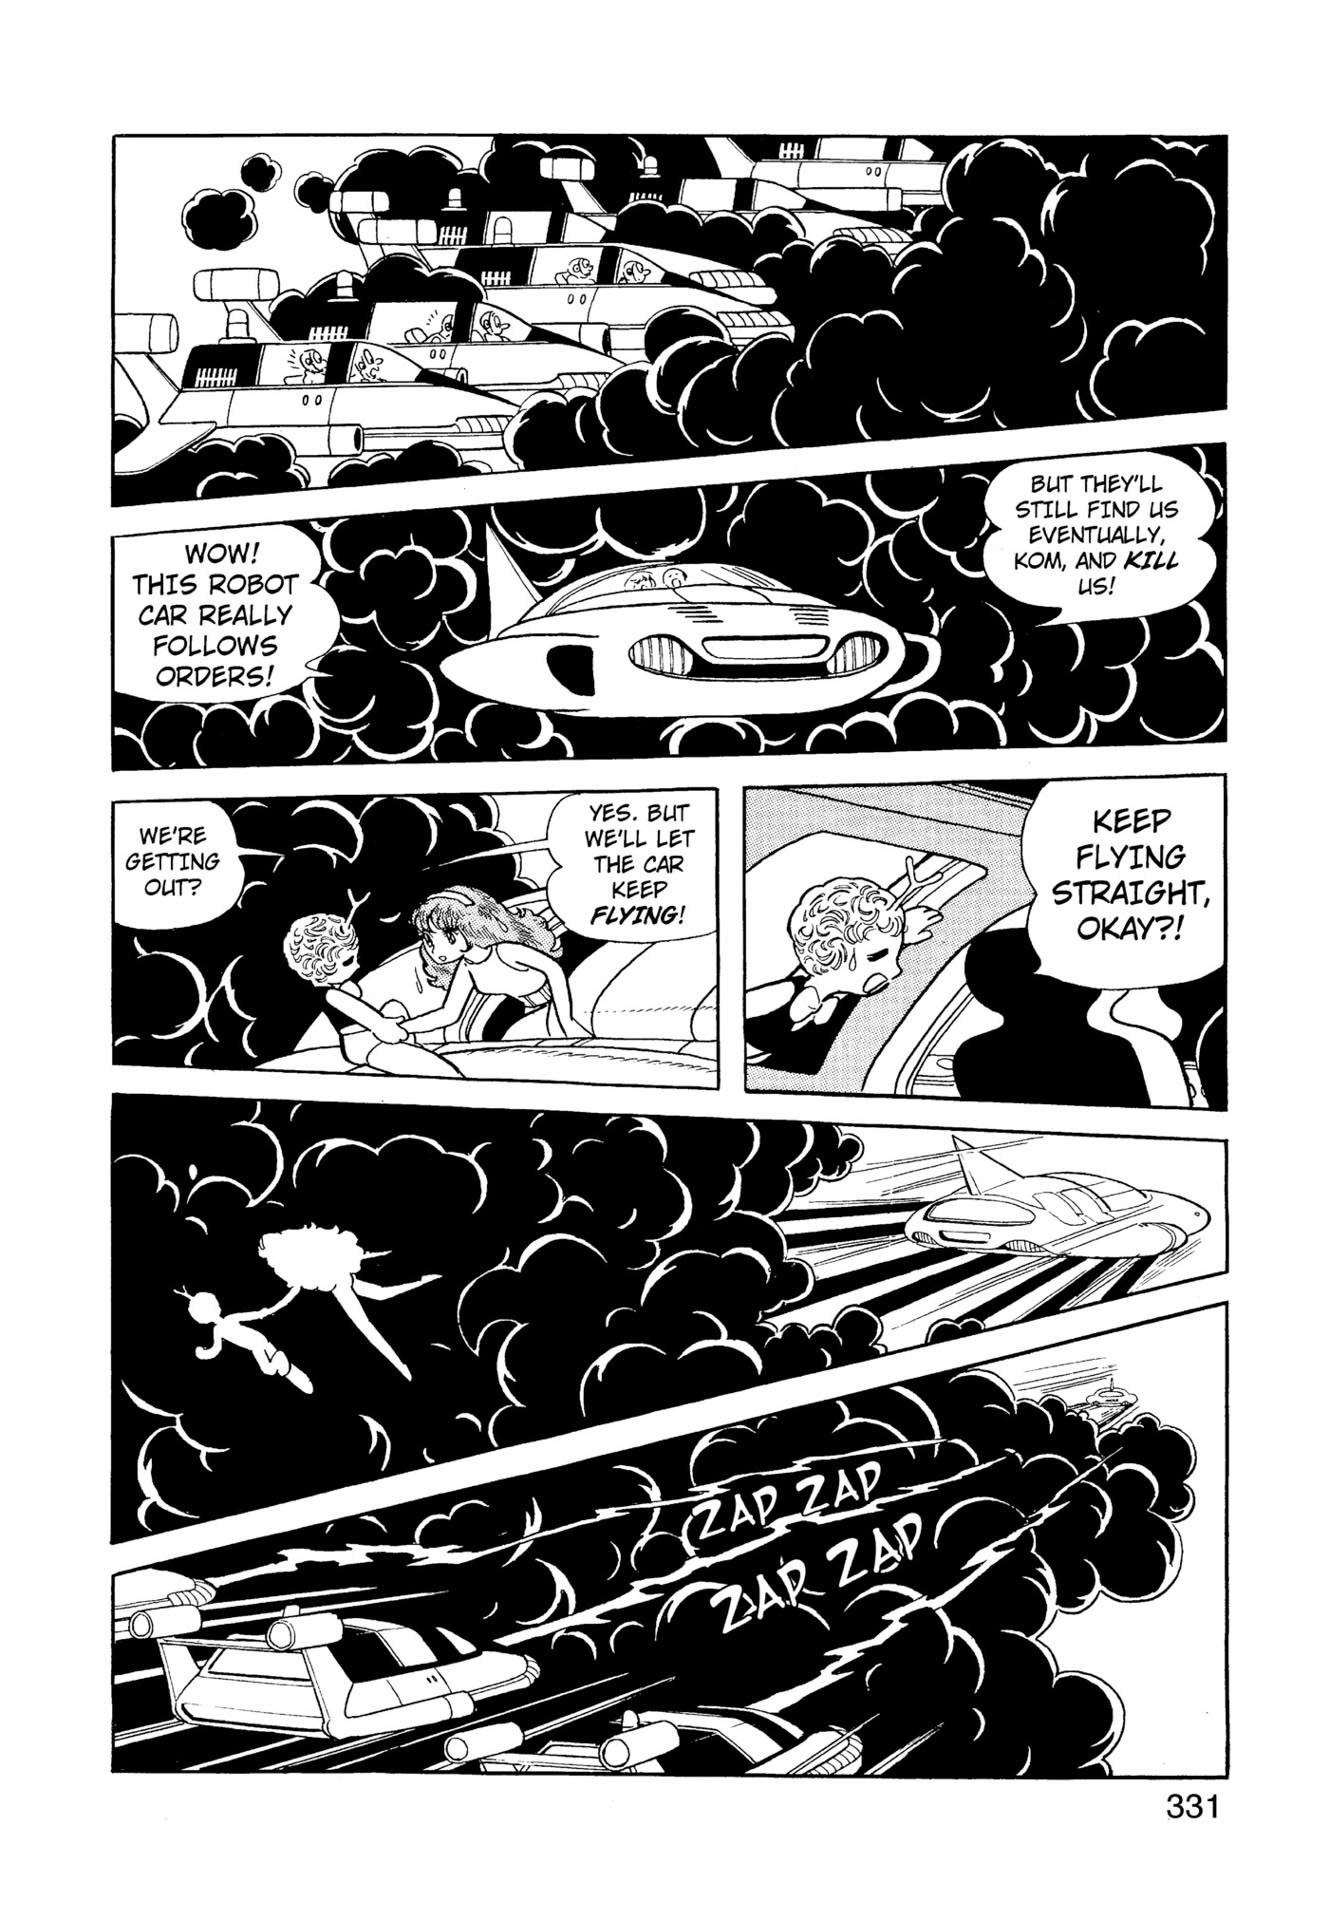 WOW!
THIS ROBOT
CAR REALLY
FOLLOWS
ORDERS!
BUT THEY'LL
STILL FIND US
EVENTUALLY,
KOM, AND KILL
US!
WE'RE
GETTING
OUT?
YES. BUT
WE'LL LET
THE CAR
KEEP
FLYING!
KEEP
FLYING
STRAIGHT,
OKAY?!
ZAP ZAP
ZAP ZAP
331